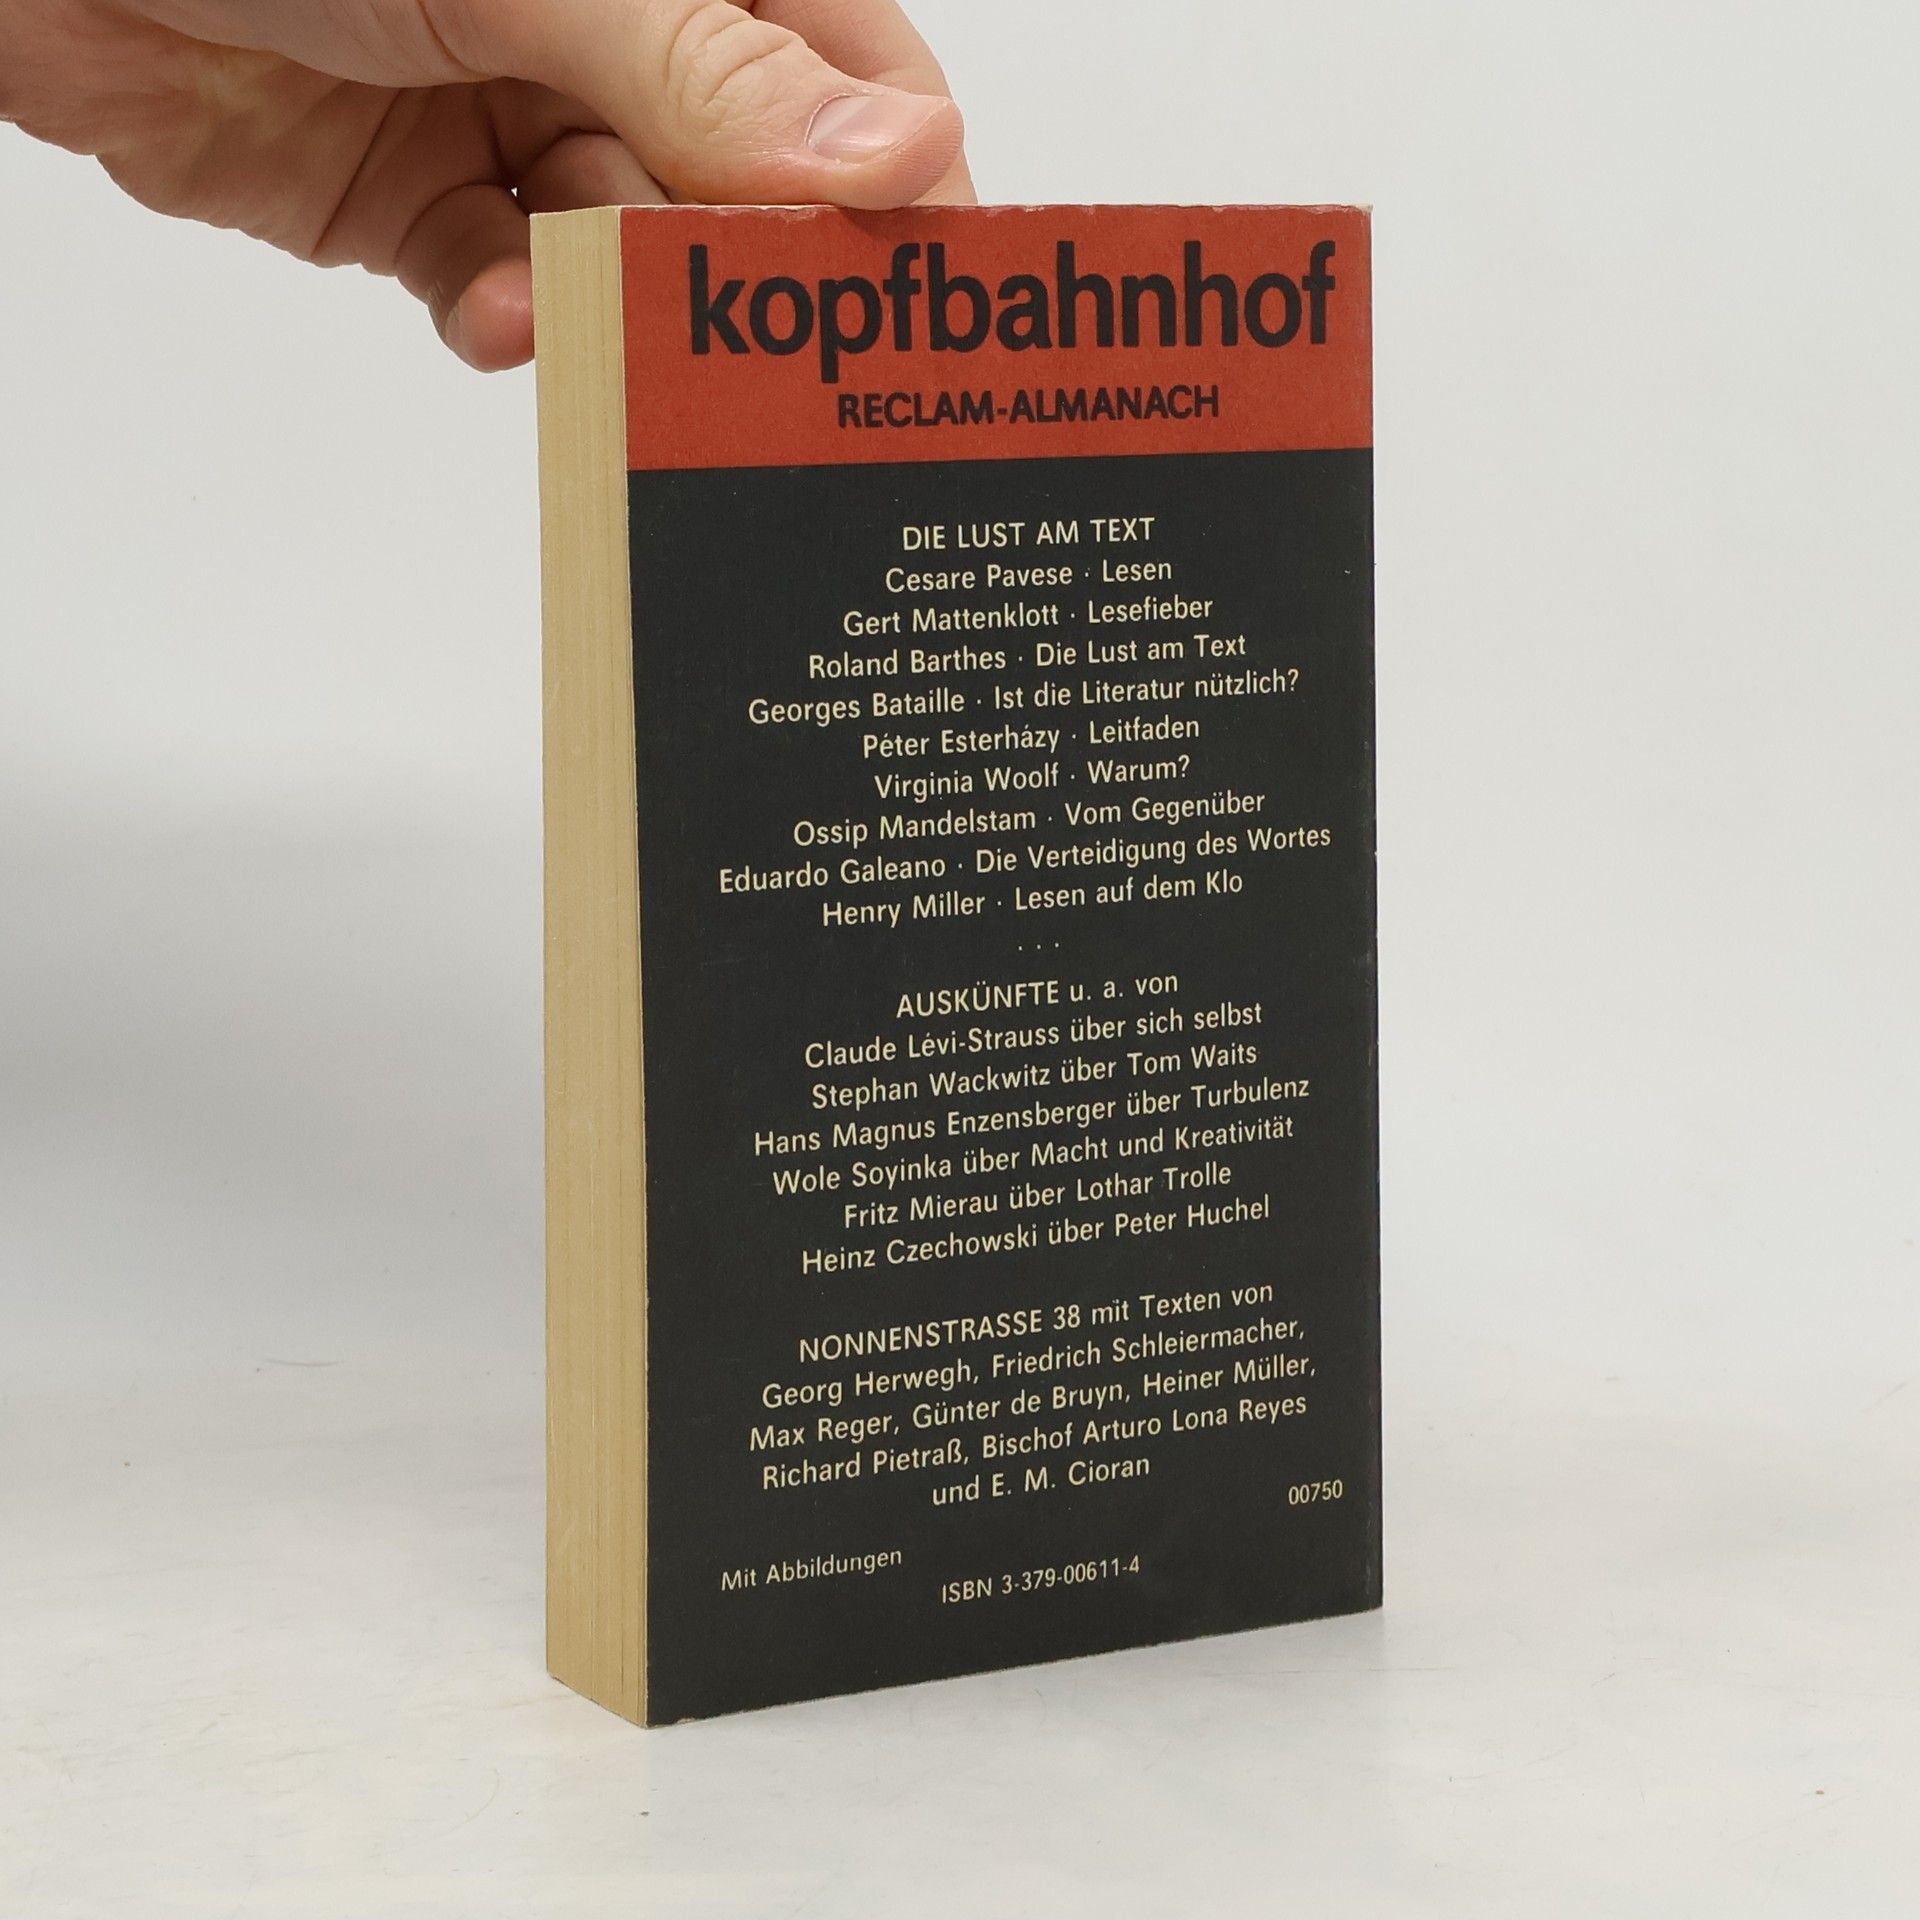 kopfbahnhof
RECLAM-ALMANACH
DIE LUST AM TEXT
Cesare Pavese · Lesen
Gert Mattenklott · Lesefieber
Roland Barthes · Die Lust am Text
Georges Bataille · Ist die Literatur nützlich?
Péter Esterházy · Leitfaden
Virginia Woolf · Warum?
Ossip Mandelstam · Vom Gegenüber
Eduardo Galeano · Die Verteidigung des Wortes
Henry Miller · Lesen auf dem Klo
. . .
AUSKÜNFTE u. a. von
Claude Lévi-Strauss über sich selbst
Stephan Wackwitz über Tom Waits
Hans Magnus Enzensberger über Turbulenz
Wole Soyinka über Macht und Kreativität
Fritz Mierau über Lothar Trolle
Heinz Czechowski über Peter Huchel
NONNENSTRASSE 38 mit Texten von
Georg Herwegh, Friedrich Schleiermacher,
Max Reger, Günter de Bruyn, Heiner Müller,
Richard Pietraß, Bischof Arturo Lona Reyes
und E. M. Cioran
00750
Mit Abbildungen
ISBN 3-379-00611-4